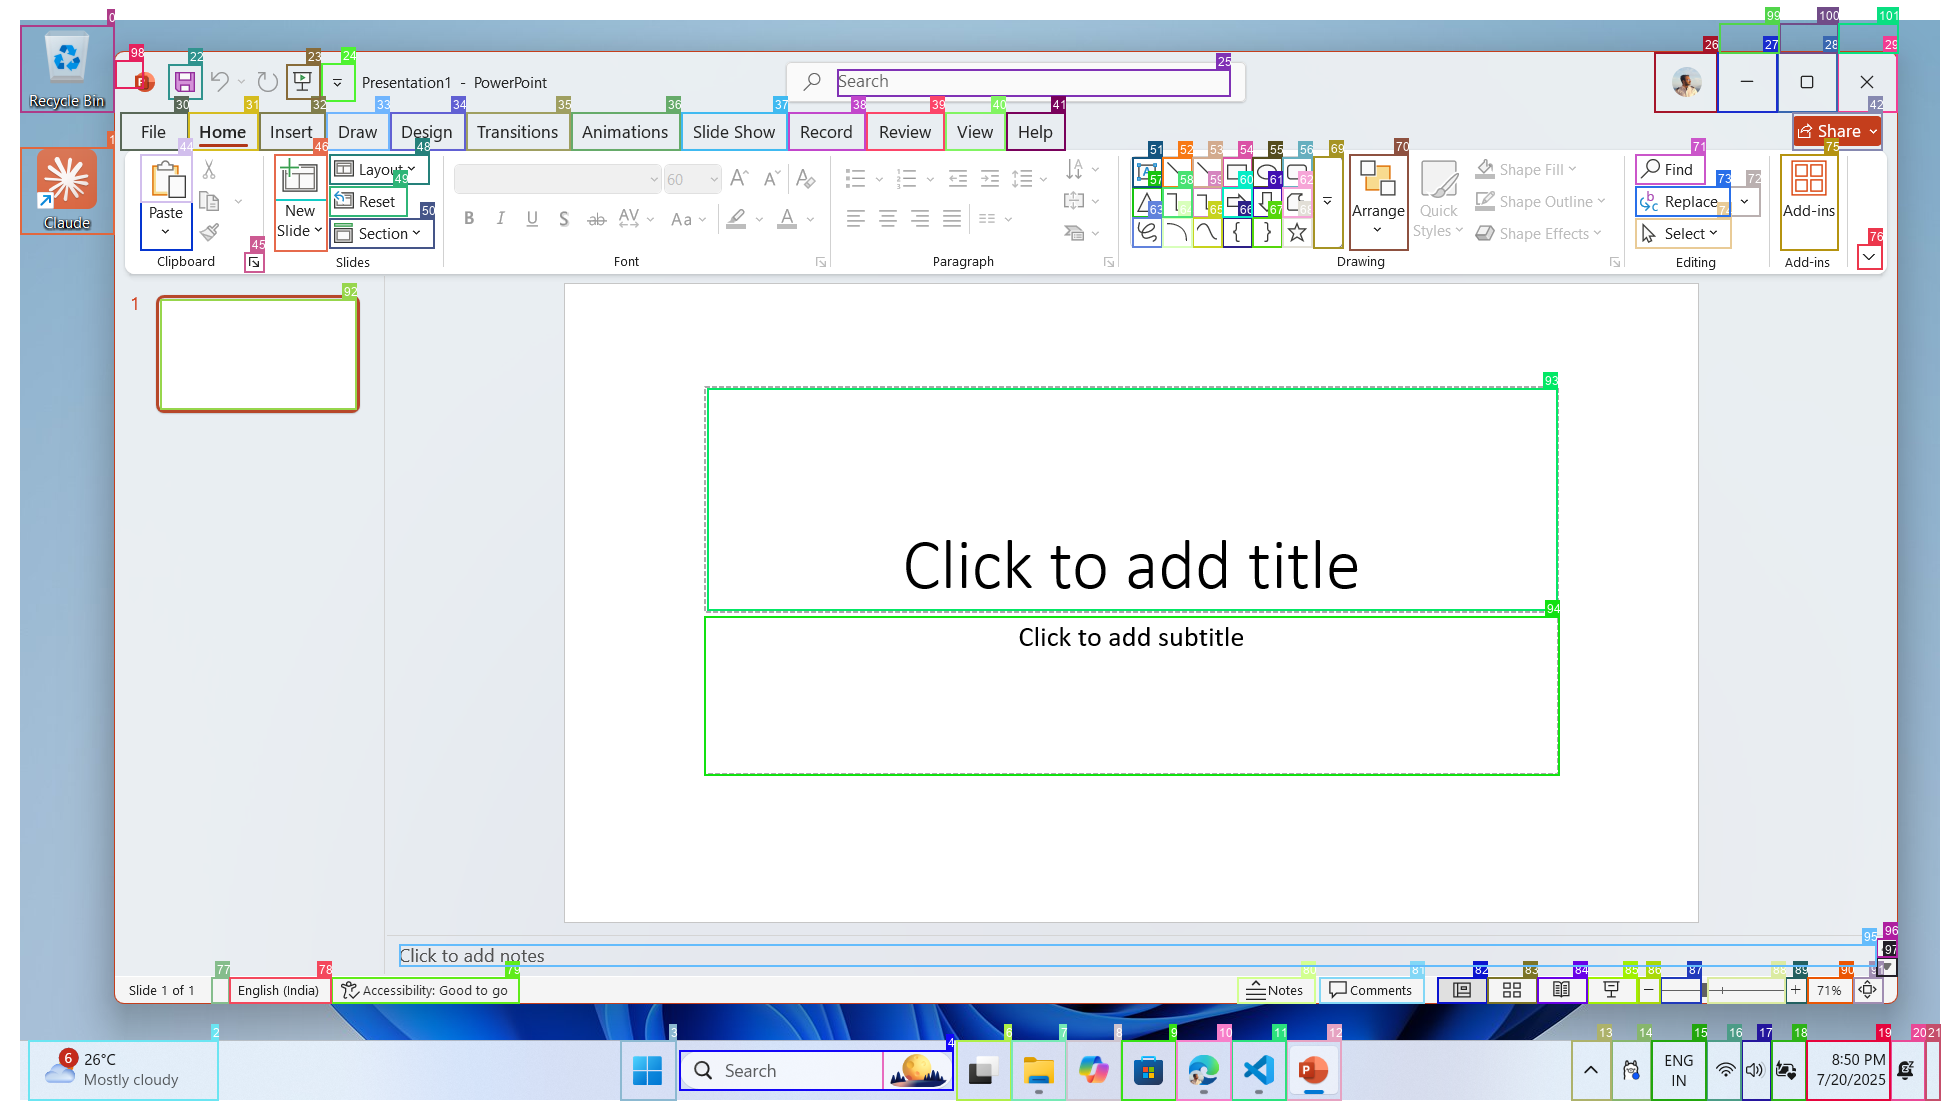 Recycle Bin
Claude
Presentation1 - PowerPoint
Search
File
Home
Insert
Draw
Design
Transitions
Animations
Slide Show
Record
Review
View
Help
Share
Paste
Clipboard
New
Slide
Layout
Reset
Section
Slides
60
Font
Paragraph
Arrange
Quick
Styles
Shape Fill
Shape Outline
Shape Effects
Drawing
Find
Replace
Select
Editing
Add-ins
Add-ins
1
Click to add title
Click to add subtitle
Click to add notes
Slide 1 of 1
English (India)
Accessibility: Good to go
Notes
Comments
71%
6
26°C
Mostly cloudy
Search
ENG
IN
8:50 PM
7/20/2025